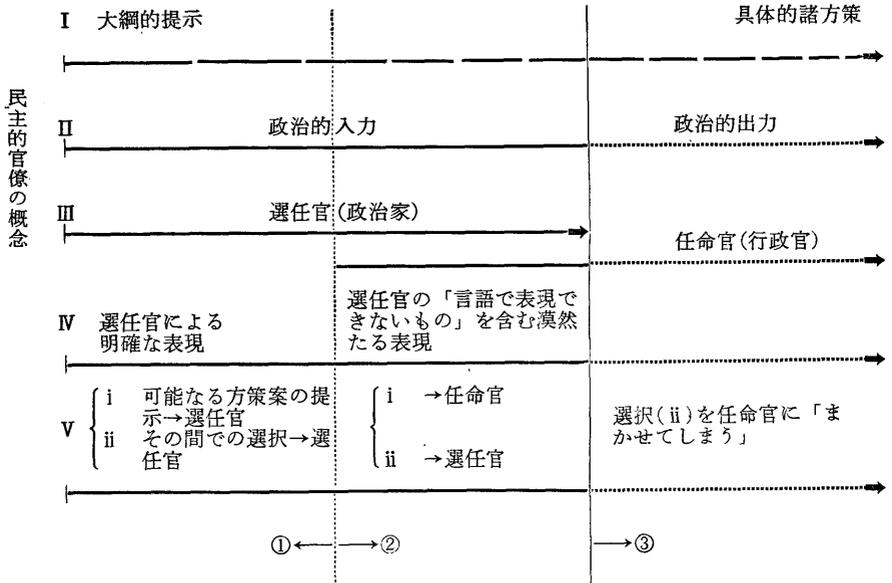 Ⅰ 大綱的提示 具体的諸方策
民主的官僚の概念
Ⅱ 政治的入力 政治的出力
Ⅲ 選任官(政治家)
任命官(行政官)
Ⅳ 選任官による
明確な表現
選任官の「言語で表現で
きないもの」を含む漠然
たる表現
Ⅴ
ⅰ 可能なる方策案の提
示→選任官
ⅱ その間での選択→選
任官
ⅰ →任命官
ⅱ →選任官
選択(ⅱ)を任命官に「ま
かせてしまう」
①← →② →③